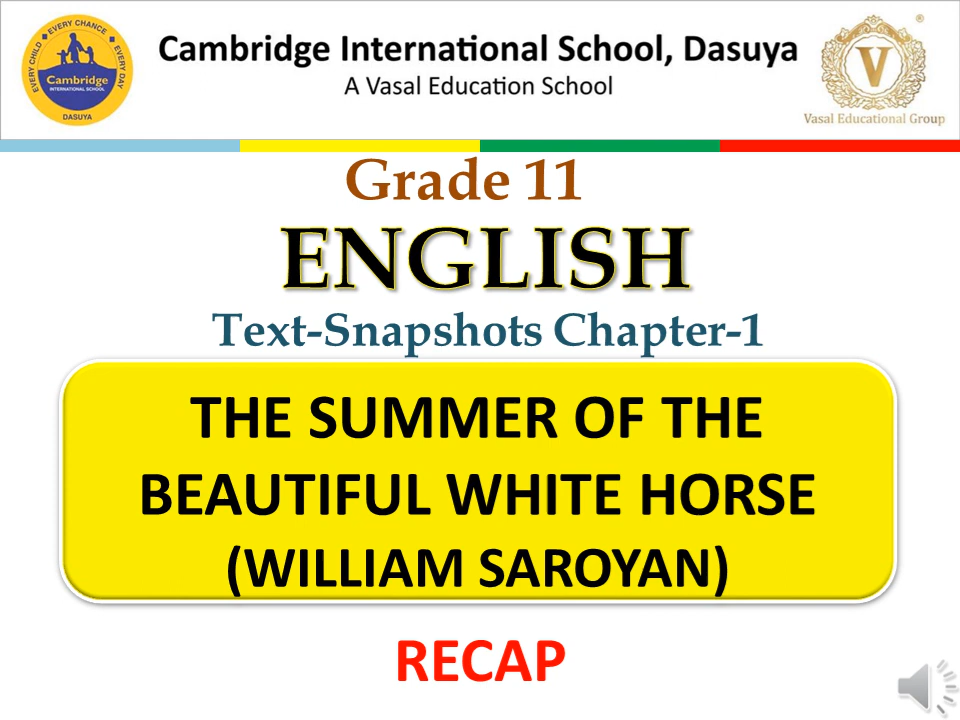 EVERY CHILD ★ EVERY CHANCE ★ EVERY DAY
Cambridge
INTERNATIONAL SCHOOL
DASUYA
Cambridge International School, Dasuya
A Vasal Education School
V
®
Vasal Educational Group
Grade 11
ENGLISH
Text-Snapshots Chapter-1
THE SUMMER OF THE
BEAUTIFUL WHITE HORSE
(WILLIAM SAROYAN)
RECAP